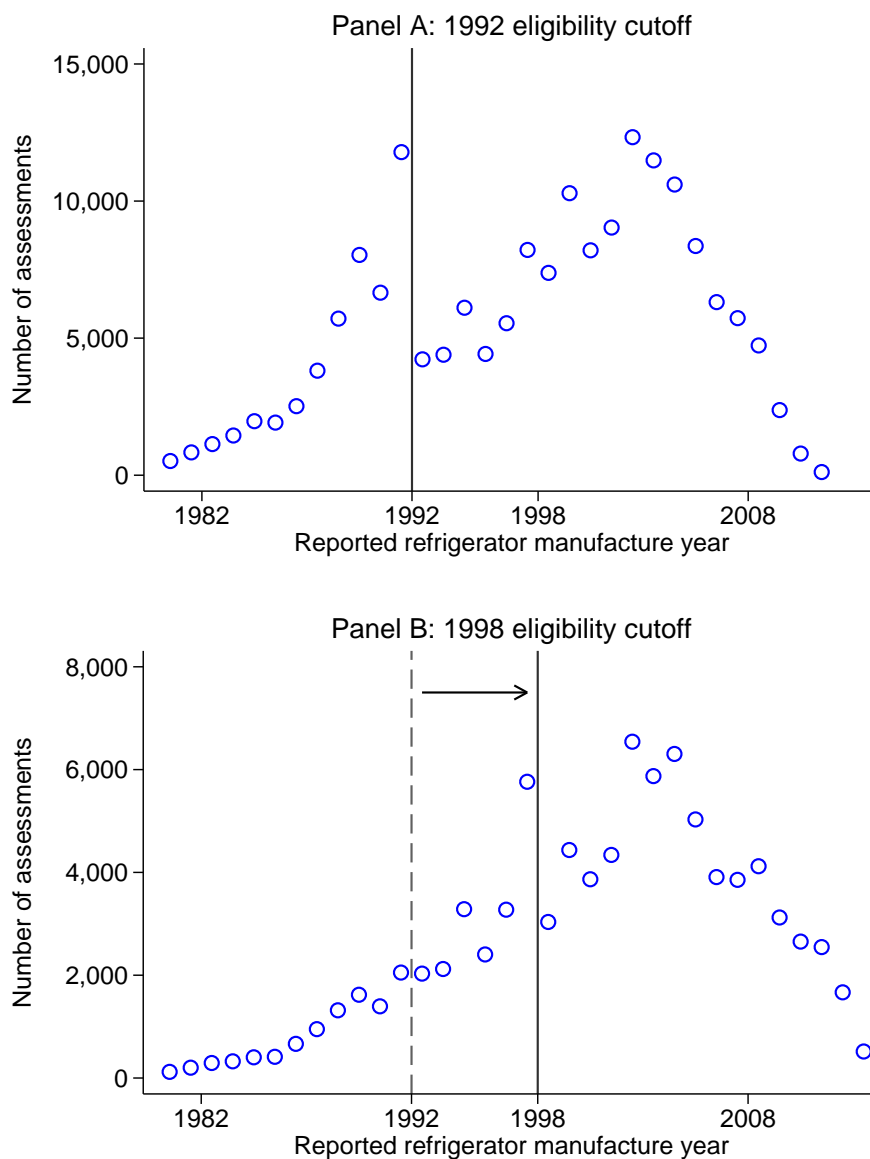 Panel A: 1992 eligibility cutoff
15,000
10,000
5,000
0
Number of assessments
1982 1992 1998 2008
Reported refrigerator manufacture year
Panel B: 1998 eligibility cutoff
8,000
6,000
4,000
2,000
0
Number of assessments
1982 1992 1998 2008
Reported refrigerator manufacture year